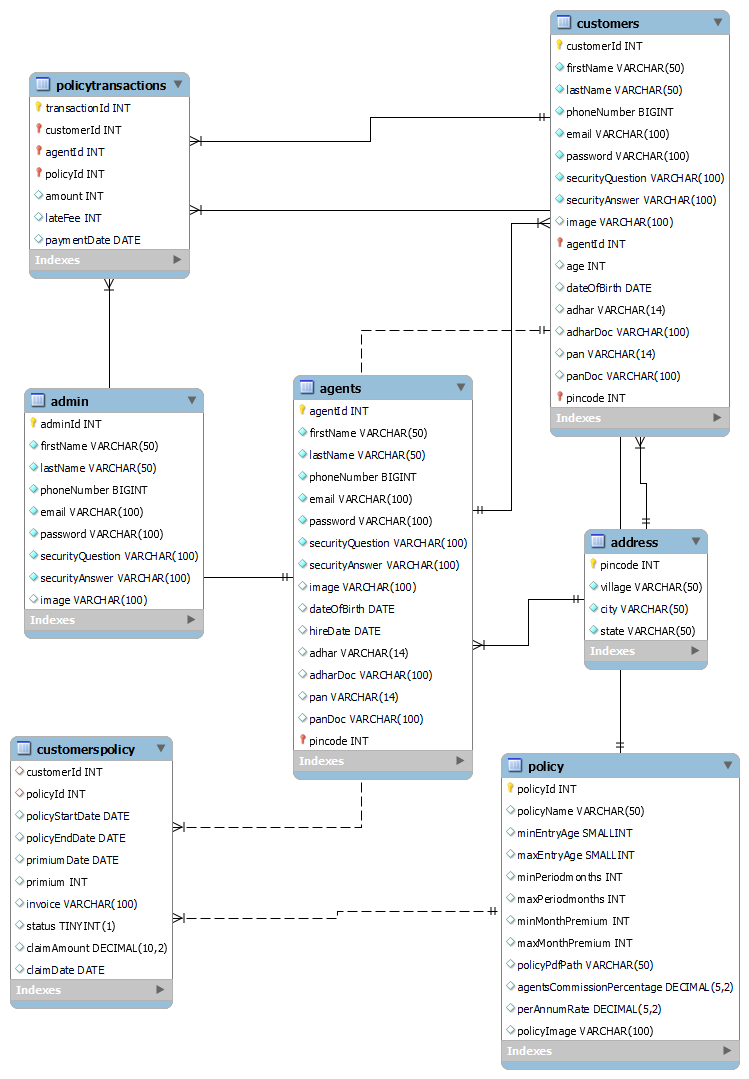 customers
customerId INT
firstName VARCHAR(50)
lastName VARCHAR(50)
phoneNumber BIGINT
email VARCHAR(100)
password VARCHAR(100)
securityQuestion VARCHAR(100)
securityAnswer VARCHAR(100)
image VARCHAR(100)
agentId INT
age INT
dateOfBirth DATE
adhar VARCHAR(14)
adharDoc VARCHAR(100)
pan VARCHAR(14)
panDoc VARCHAR(100)
pincode INT
Indexes
policytransactions
transactionId INT
customerId INT
agentId INT
policyId INT
amount INT
lateFee INT
paymentDate DATE
Indexes
admin
adminId INT
firstName VARCHAR(50)
lastName VARCHAR(50)
phoneNumber BIGINT
email VARCHAR(100)
password VARCHAR(100)
securityQuestion VARCHAR(100)
securityAnswer VARCHAR(100)
image VARCHAR(100)
Indexes
agents
agentId INT
firstName VARCHAR(50)
lastName VARCHAR(50)
phoneNumber BIGINT
email VARCHAR(100)
password VARCHAR(100)
securityQuestion VARCHAR(100)
securityAnswer VARCHAR(100)
image VARCHAR(100)
dateOfBirth DATE
hireDate DATE
adhar VARCHAR(14)
adharDoc VARCHAR(100)
pan VARCHAR(14)
panDoc VARCHAR(100)
pincode INT
Indexes
address
pincode INT
village VARCHAR(50)
city VARCHAR(50)
state VARCHAR(50)
Indexes
customerspolicy
customerId INT
policyId INT
policyStartDate DATE
policyEndDate DATE
primiumDate DATE
primium INT
invoice VARCHAR(100)
status TINYINT(1)
claimAmount DECIMAL(10,2)
claimDate DATE
Indexes
policy
policyId INT
policyName VARCHAR(50)
minEntryAge SMALLINT
maxEntryAge SMALLINT
minPeriodmonths INT
maxPeriodmonths INT
minMonthPremium INT
maxMonthPremium INT
policyPdfPath VARCHAR(50)
agentsCommissionPercentage DECIMAL(5,2)
perAnnumRate DECIMAL(5,2)
policyImage VARCHAR(100)
Indexes